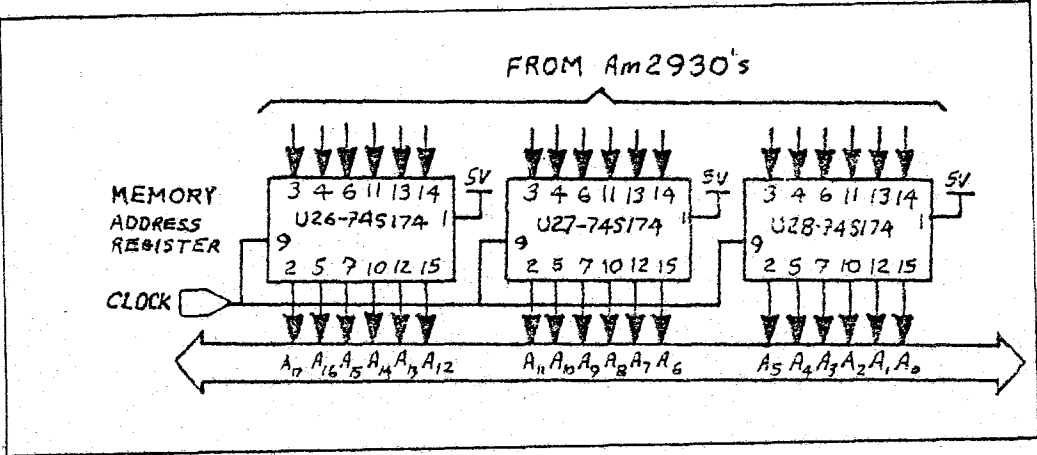 FROM Am2930's
3 4 6 11 13 14 5V
3 4 6 11 13 14 5V
3 4 6 11 13 14 5V
MEMORY
ADDRESS
REGISTER
U26-74S174 1
U27-74S174 1
U28-74S174 1
9
9
9
2 5 7 10 12 15
2 5 7 10 12 15
2 5 7 10 12 15
CLOCK
A17 A16 A15 A14 A13 A12
A11 A10 A9 A8 A7 A6
A5 A4 A3 A2 A1 A0